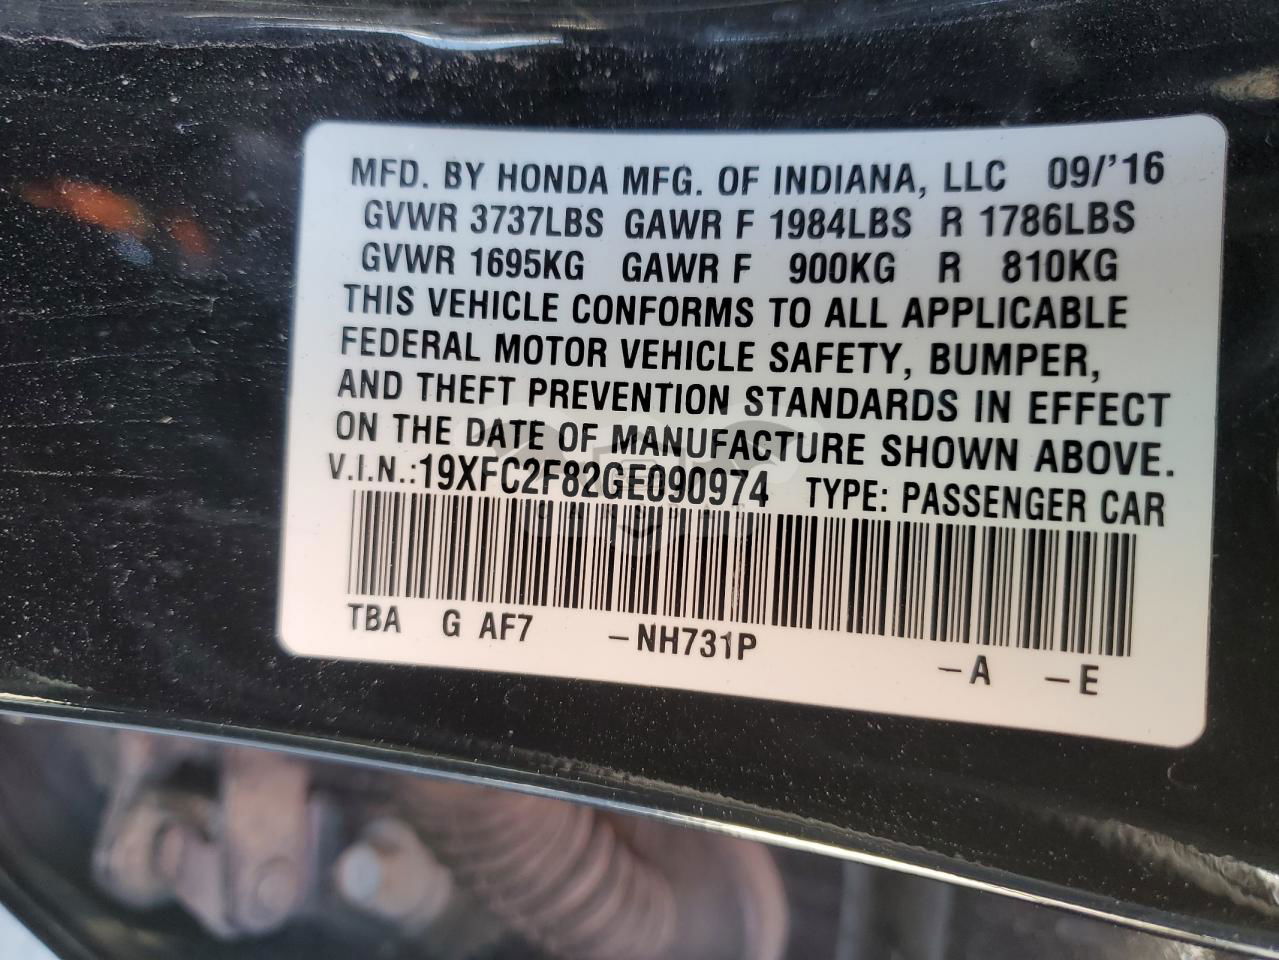 MFD. BY HONDA MFG. OF INDIANA, LLC 09/'16
GVWR 3737LBS GAWR F 1984LBS R 1786LBS
GVWR 1695KG GAWR F 900KG R 810KG
THIS VEHICLE CONFORMS TO ALL APPLICABLE
FEDERAL MOTOR VEHICLE SAFETY, BUMPER,
AND THEFT PREVENTION STANDARDS IN EFFECT
ON THE DATE OF MANUFACTURE SHOWN ABOVE.
V.I.N.:19XFC2F82GE090974 TYPE: PASSENGER CAR
TBA G AF7 –NH731P –A –E